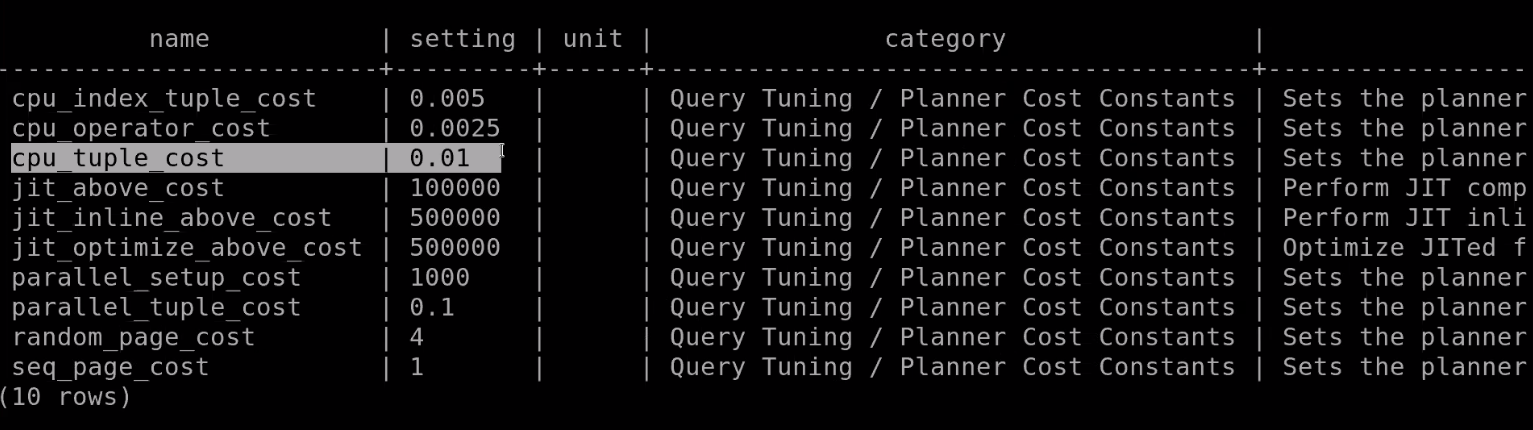 name | setting | unit | category |
-------------------------+---------+------+----------------------------------------+-----------------
cpu_index_tuple_cost | 0.005 | | Query Tuning / Planner Cost Constants | Sets the planner
cpu_operator_cost | 0.0025 | | Query Tuning / Planner Cost Constants | Sets the planner
cpu_tuple_cost | 0.01 | | Query Tuning / Planner Cost Constants | Sets the planner
jit_above_cost | 100000 | | Query Tuning / Planner Cost Constants | Perform JIT comp
jit_inline_above_cost | 500000 | | Query Tuning / Planner Cost Constants | Perform JIT inli
jit_optimize_above_cost | 500000 | | Query Tuning / Planner Cost Constants | Optimize JITed f
parallel_setup_cost | 1000 | | Query Tuning / Planner Cost Constants | Sets the planner
parallel_tuple_cost | 0.1 | | Query Tuning / Planner Cost Constants | Sets the planner
random_page_cost | 4 | | Query Tuning / Planner Cost Constants | Sets the planner
seq_page_cost | 1 | | Query Tuning / Planner Cost Constants | Sets the planner
(10 rows)